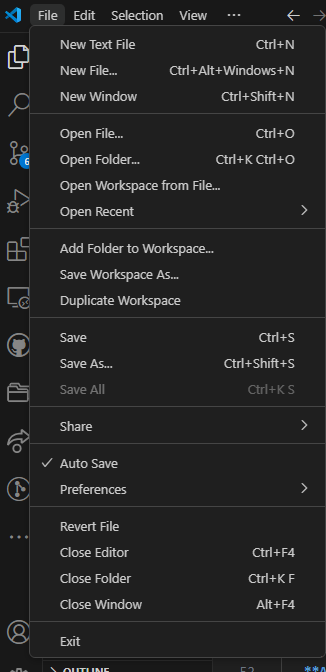 File Edit Selection View ...
New Text File Ctrl+N
New File... Ctrl+Alt+Windows+N
New Window Ctrl+Shift+N
Open File... Ctrl+O
Open Folder... Ctrl+K Ctrl+O
Open Workspace from File...
Open Recent
Add Folder to Workspace...
Save Workspace As...
Duplicate Workspace
Save Ctrl+S
Save As... Ctrl+Shift+S
Save All Ctrl+K S
Share
Auto Save
Preferences
Revert File
Close Editor Ctrl+F4
Close Folder Ctrl+K F
Close Window Alt+F4
Exit
OUTLINE 52